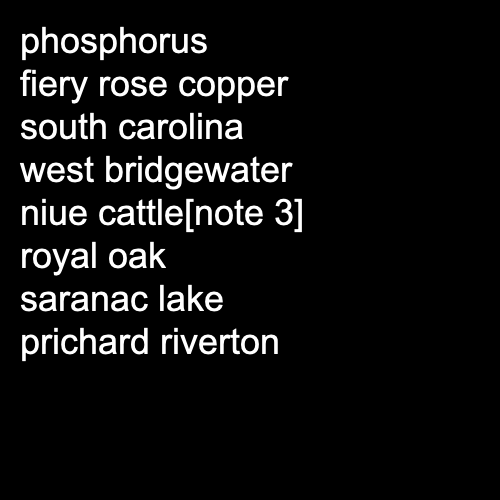 phosphorus
fiery rose copper
south carolina
west bridgewater
niue cattle[note 3]
royal oak
saranac lake
prichard riverton